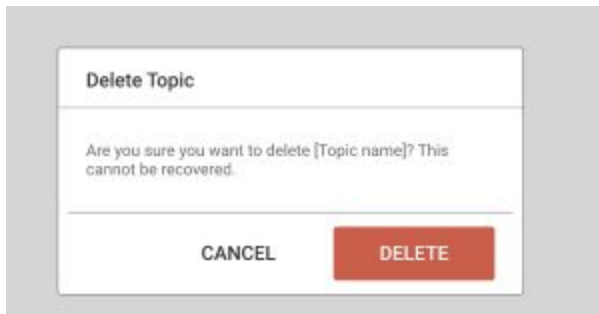 Delete Topic
Are you sure you want to delete [Topic name]? This
cannot be recovered.
CANCEL DELETE